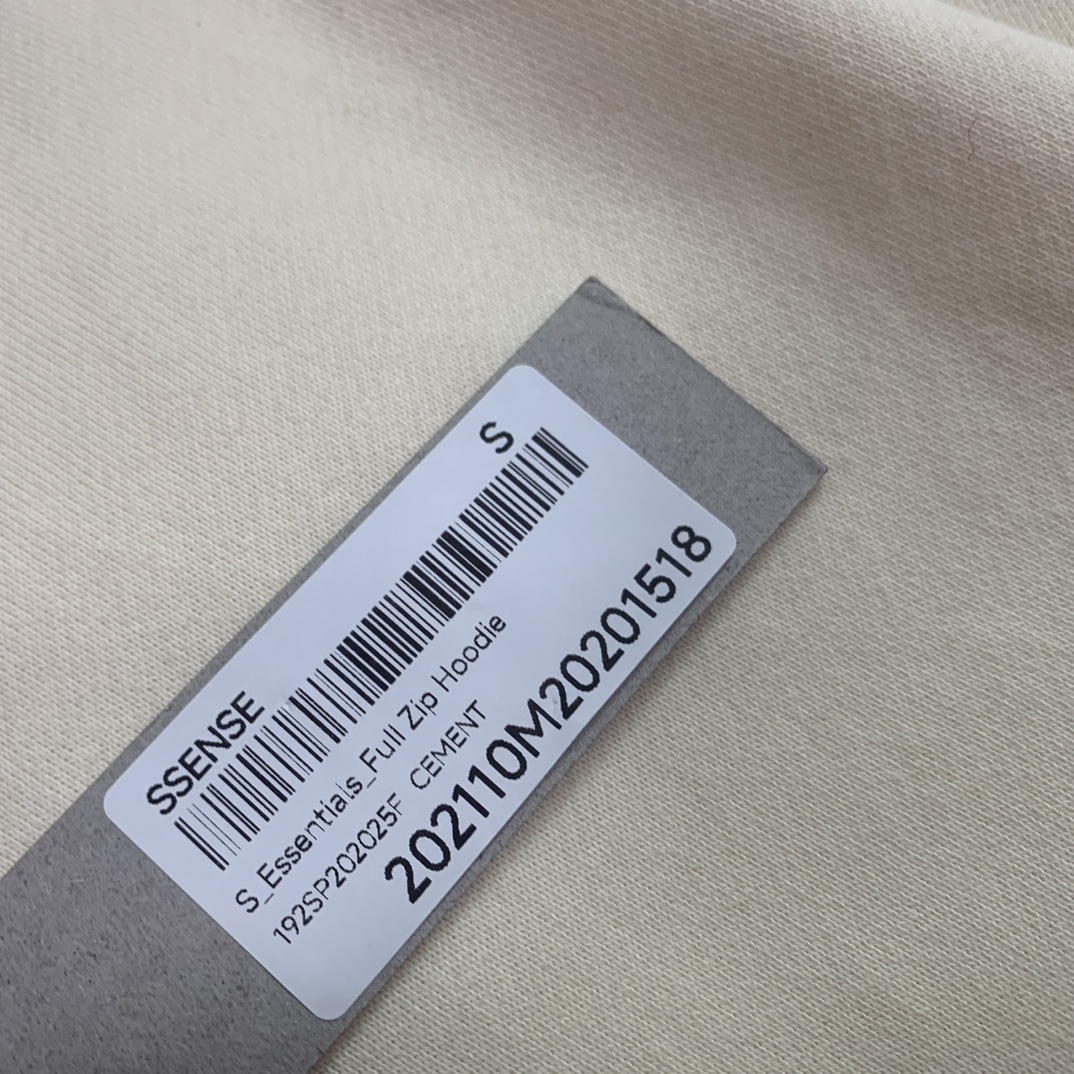 S
SSENSE
S_Essentials_Full Zip Hoodie
192SP202025F CEMENT
202110M20201518